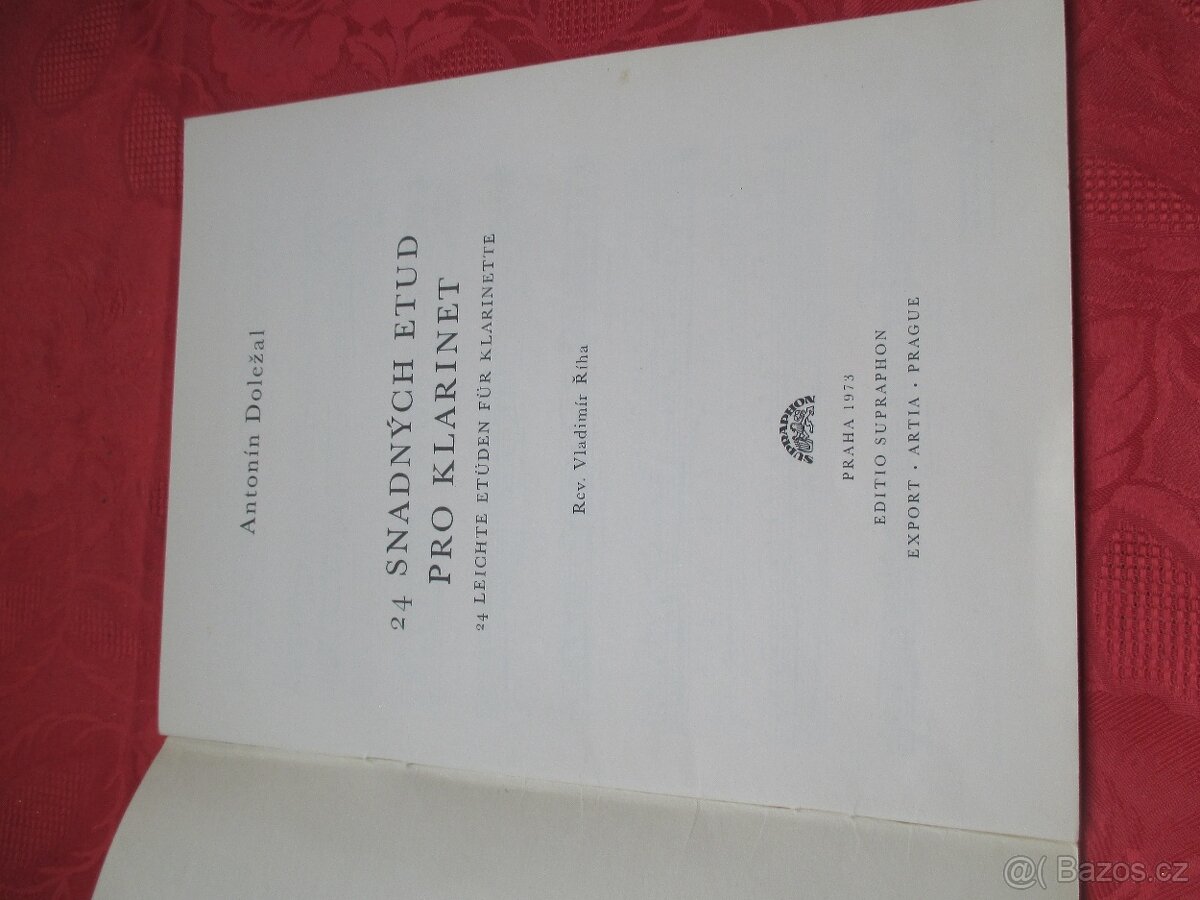 Antonín Doležal
24 SNADNÝCH ETUD
PRO KLARINET
24 LEICHTE ETÜDEN FÜR KLARINETTE
Rev. Vladimír Říha
SUPRAPHON
PRAHA 1973
EDITIO SUPRAPHON
EXPORT · ARTIA · PRAGUE
@( Bazos.cz